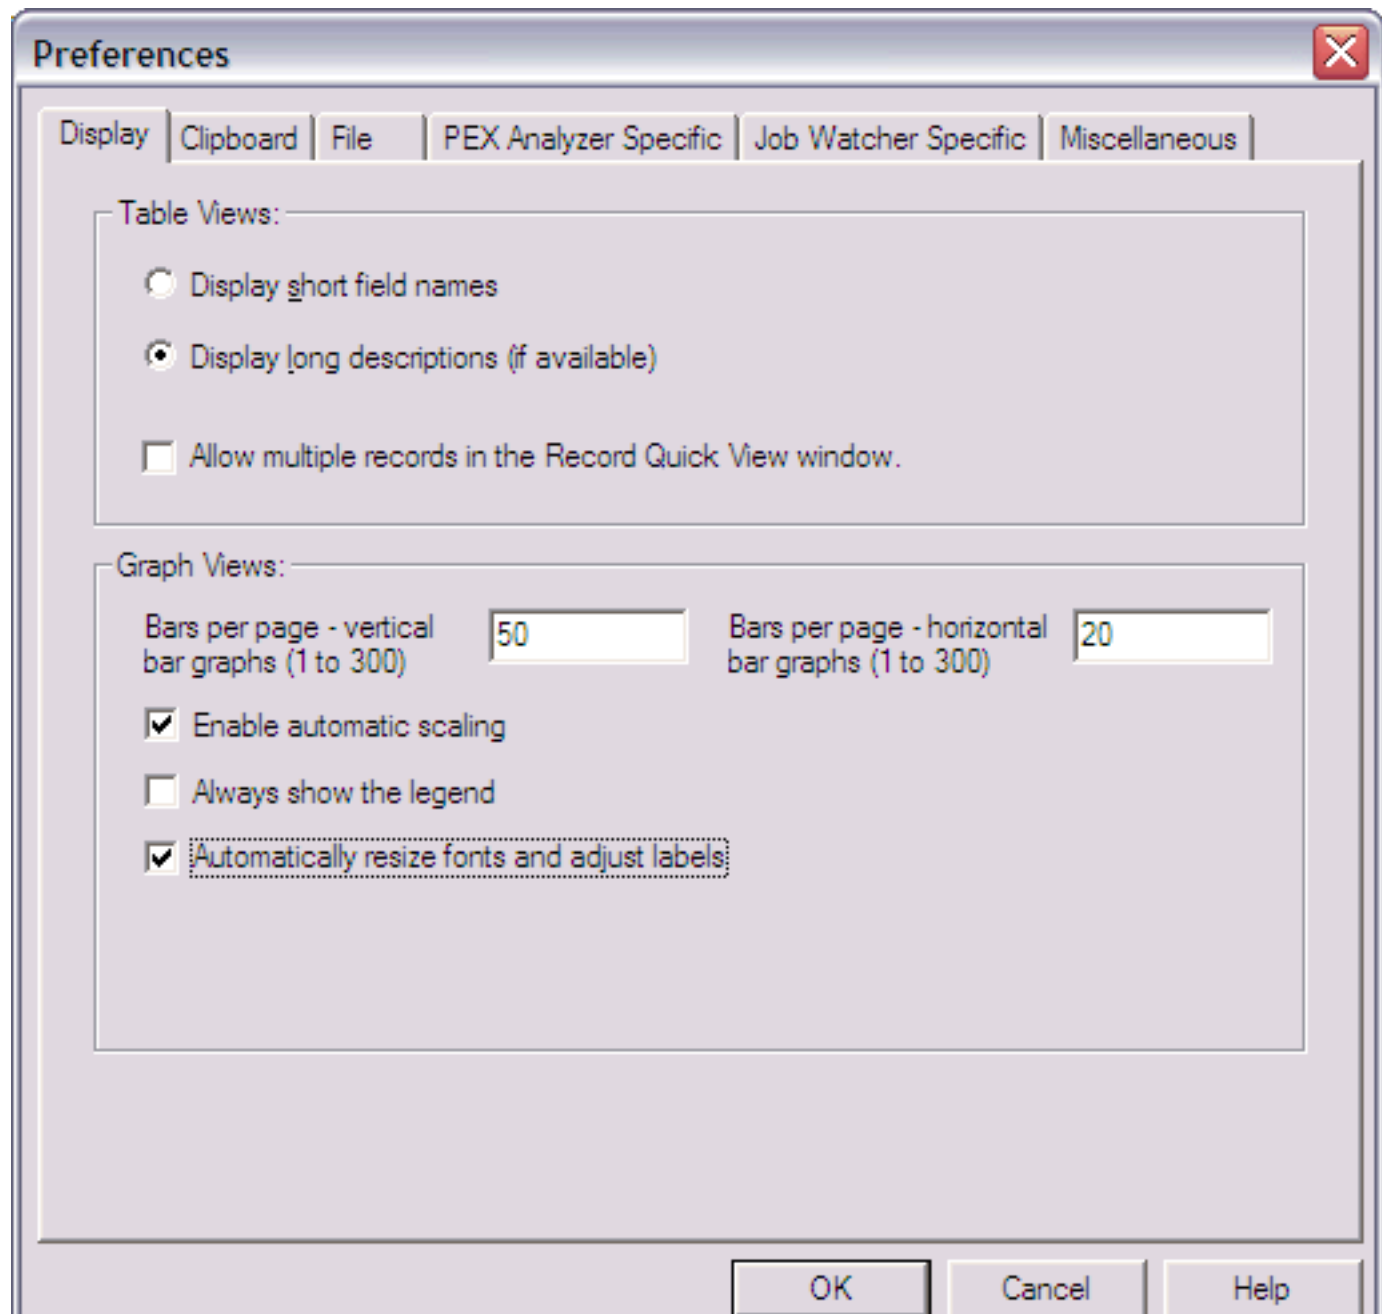 Preferences
Display Clipboard File PEX Analyzer Specific Job Watcher Specific Miscellaneous
Table Views:
Display short field names
Display long descriptions (if available)
Allow multiple records in the Record Quick View window.
Graph Views:
Bars per page - vertical
bar graphs (1 to 300)
50
Bars per page - horizontal
bar graphs (1 to 300)
20
Enable automatic scaling
Always show the legend
Automatically resize fonts and adjust labels
OK Cancel Help